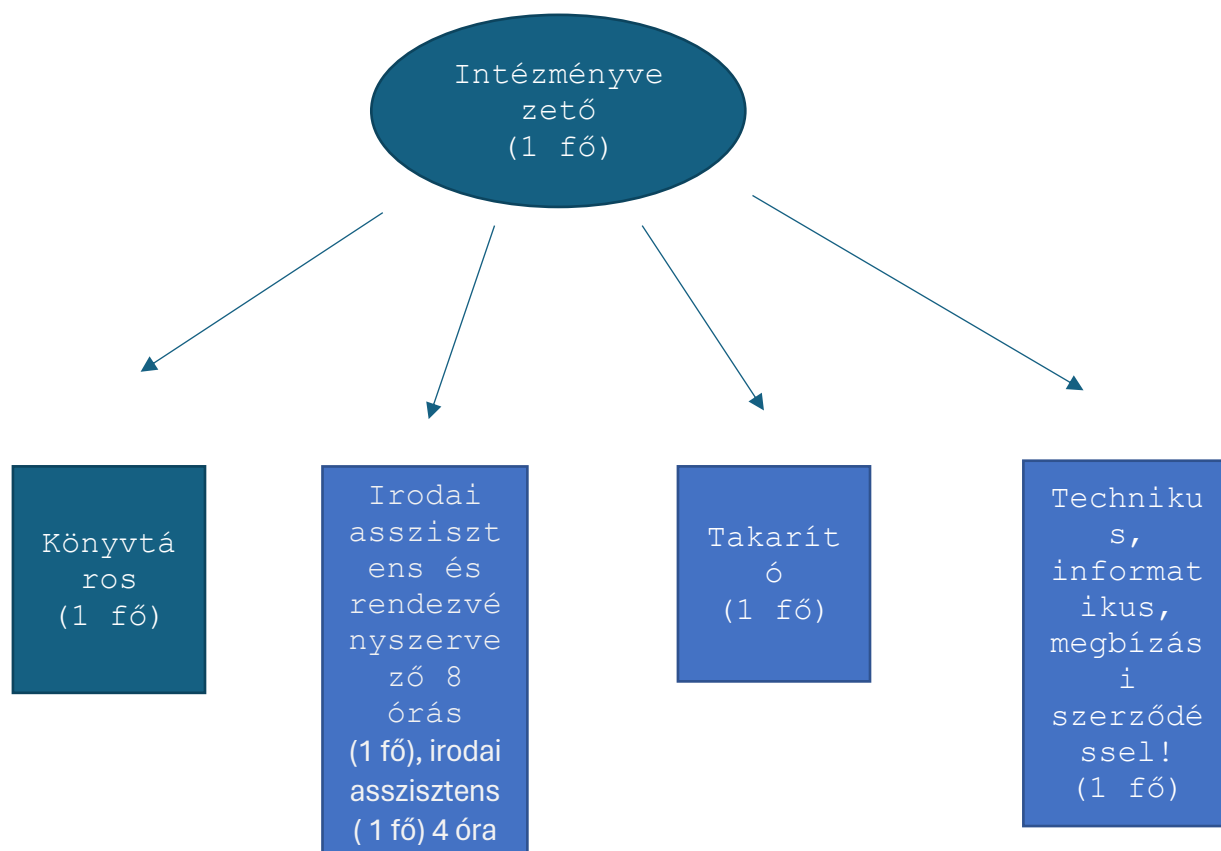 Intézményve
zető
(1 fő)
Könyvtá
ros
(1 fő)
Irodai
assziszt
ens és
rendezvé
nyszerve
ző 8
órás
(1 fő), irodai
asszisztens
( 1 fő) 4 óra
Takarít
ó
(1 fő)
Techniku
s,
informat
ikus,
megbízás
i
szerződé
ssel!
(1 fő)